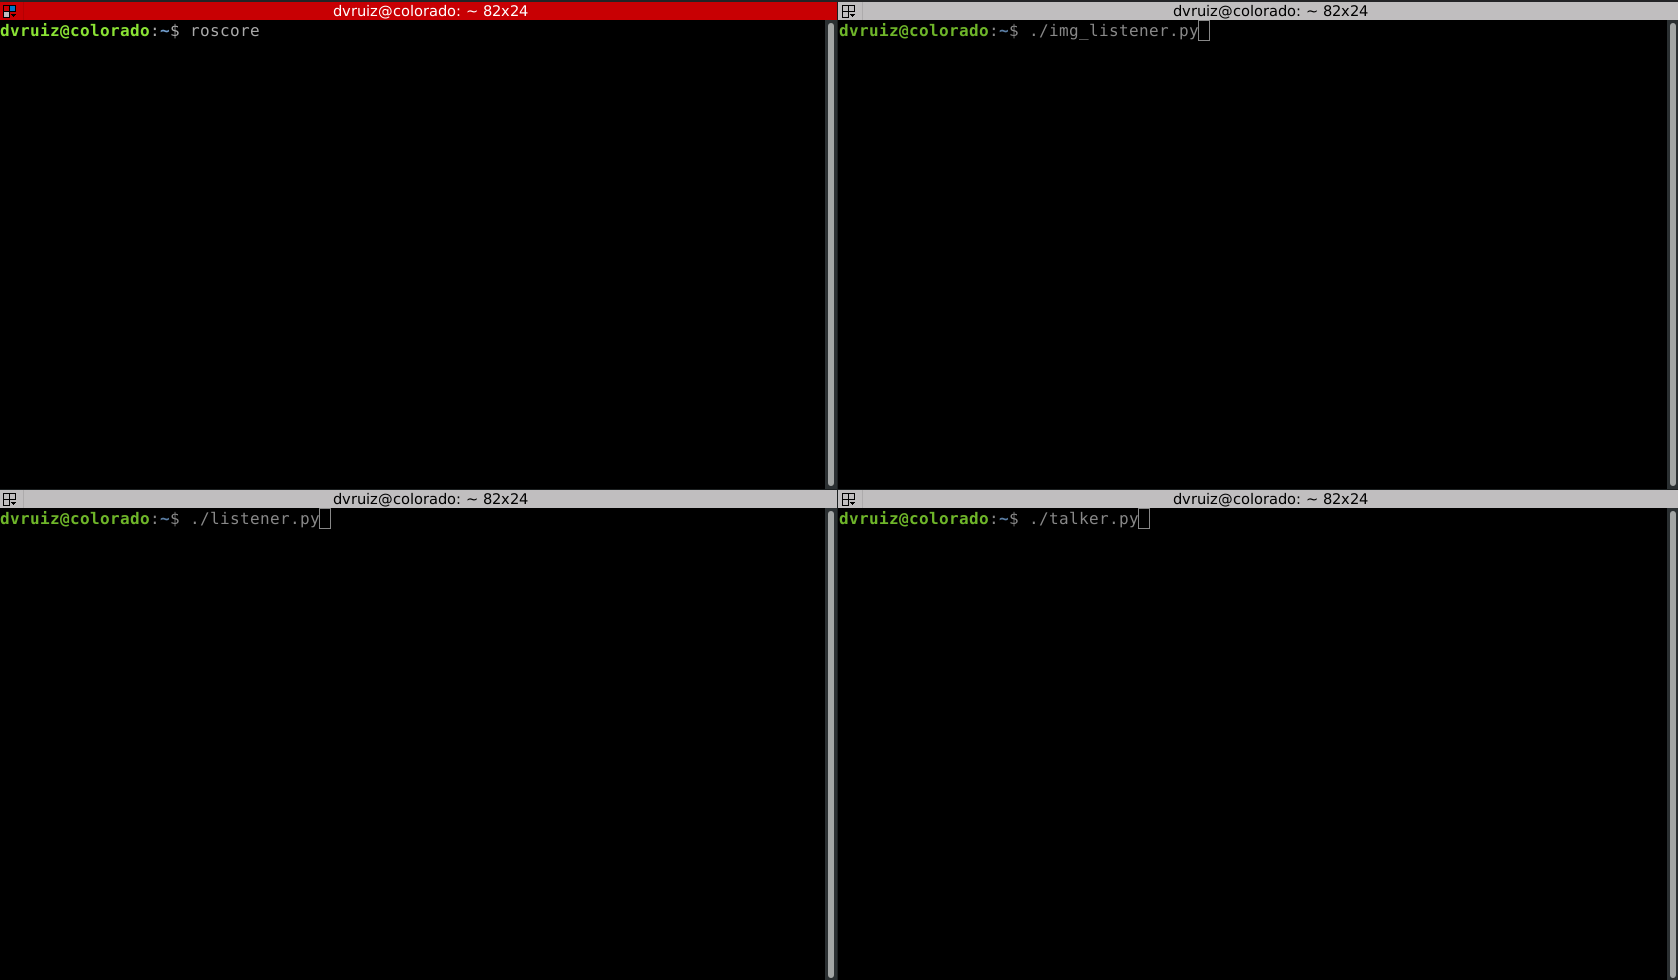 dvruiz@colorado: ~ 82x24
dvruiz@colorado:~$ roscore
dvruiz@colorado: ~ 82x24
dvruiz@colorado:~$ ./img_listener.py
dvruiz@colorado: ~ 82x24
dvruiz@colorado:~$ ./listener.py
dvruiz@colorado: ~ 82x24
dvruiz@colorado:~$ ./talker.py